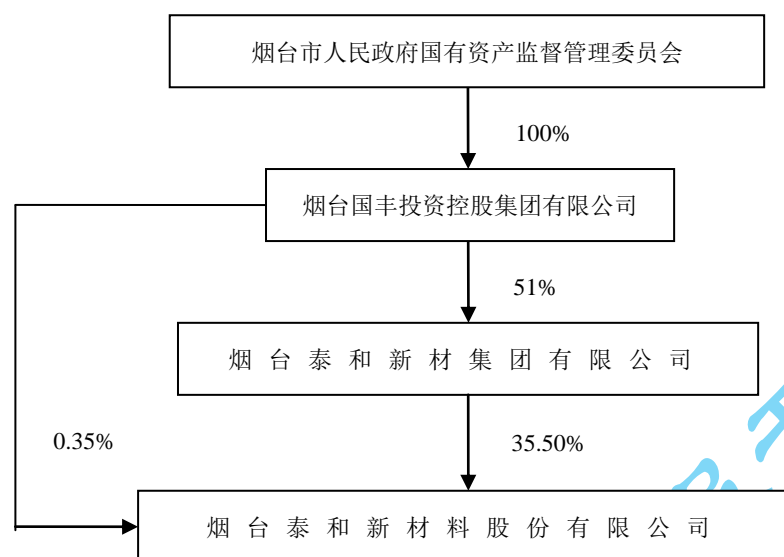 烟台市人民政府国有资产监督管理委员会
100%
烟台国丰投资控股集团有限公司
51%
烟台泰和新材集团有限公司
0.35%
35.50%
烟台泰和新材料股份有限公司